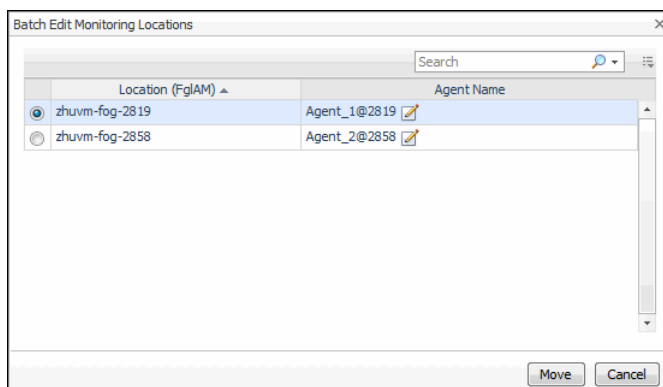 Batch Edit Monitoring Locations
Search
Location (FglAM) Agent Name
zhuvm-fog-2819 Agent_1@2819
zhuvm-fog-2858 Agent_2@2858
Move Cancel